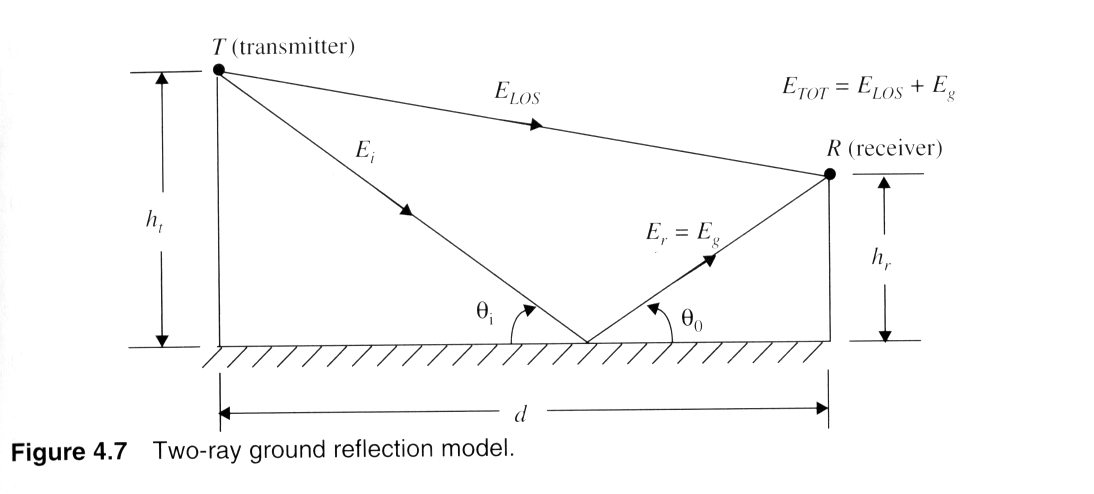 T (transmitter)
E_LOS
E_TOT = E_LOS + E_g
R (receiver)
E_i
h_t
E_r = E_g
h_r
θ_i
θ_0
d
Figure 4.7 Two-ray ground reflection model.